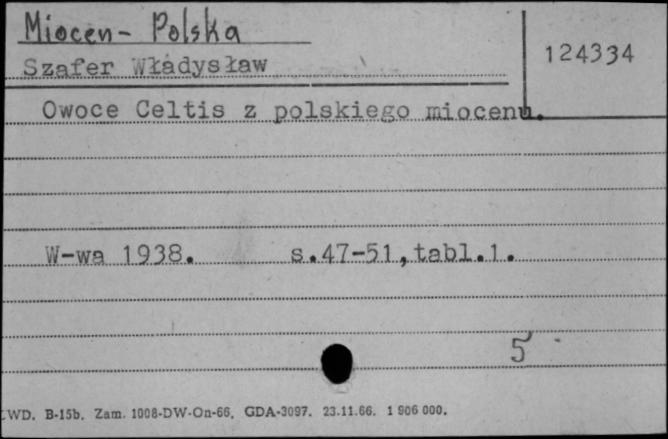 Miocen- Polska
124334
Szafer Władysław
Owoce Celtis z polskiego miocenu.
W-wa 1938. s.47-51, tabl.1.
5
WD. B-15b. Zam. 1008-DW-On-66. GDA-3097. 23.11.66. 1 906 000.